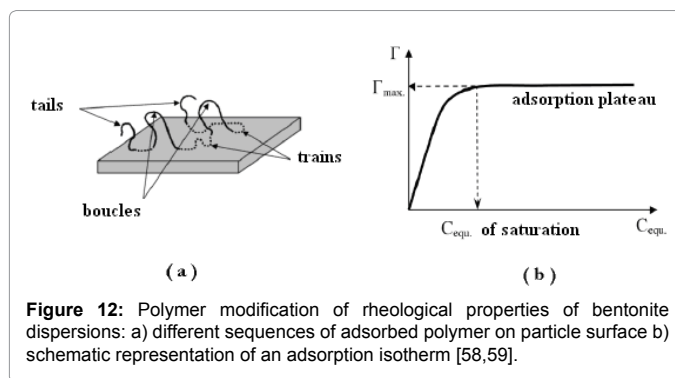 tails
trains
boucles
( a )
Γ
Γmax.
adsorption plateau
Cequ. of saturation
Cequ.
( b )
Figure 12: Polymer modification of rheological properties of bentonite
dispersions: a) different sequences of adsorbed polymer on particle surface b)
schematic representation of an adsorption isotherm [58,59].